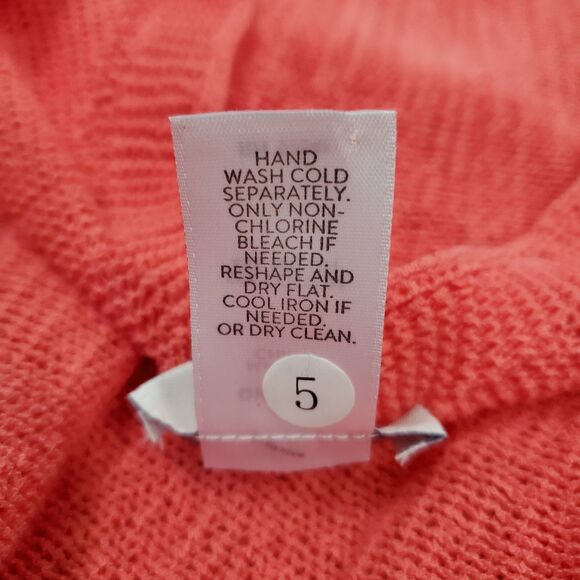 HAND
WASH COLD
SEPARATELY.
ONLY NON-
CHLORINE
BLEACH IF
NEEDED.
RESHAPE AND
DRY FLAT.
COOL IRON IF
NEEDED.
OR DRY CLEAN.
5